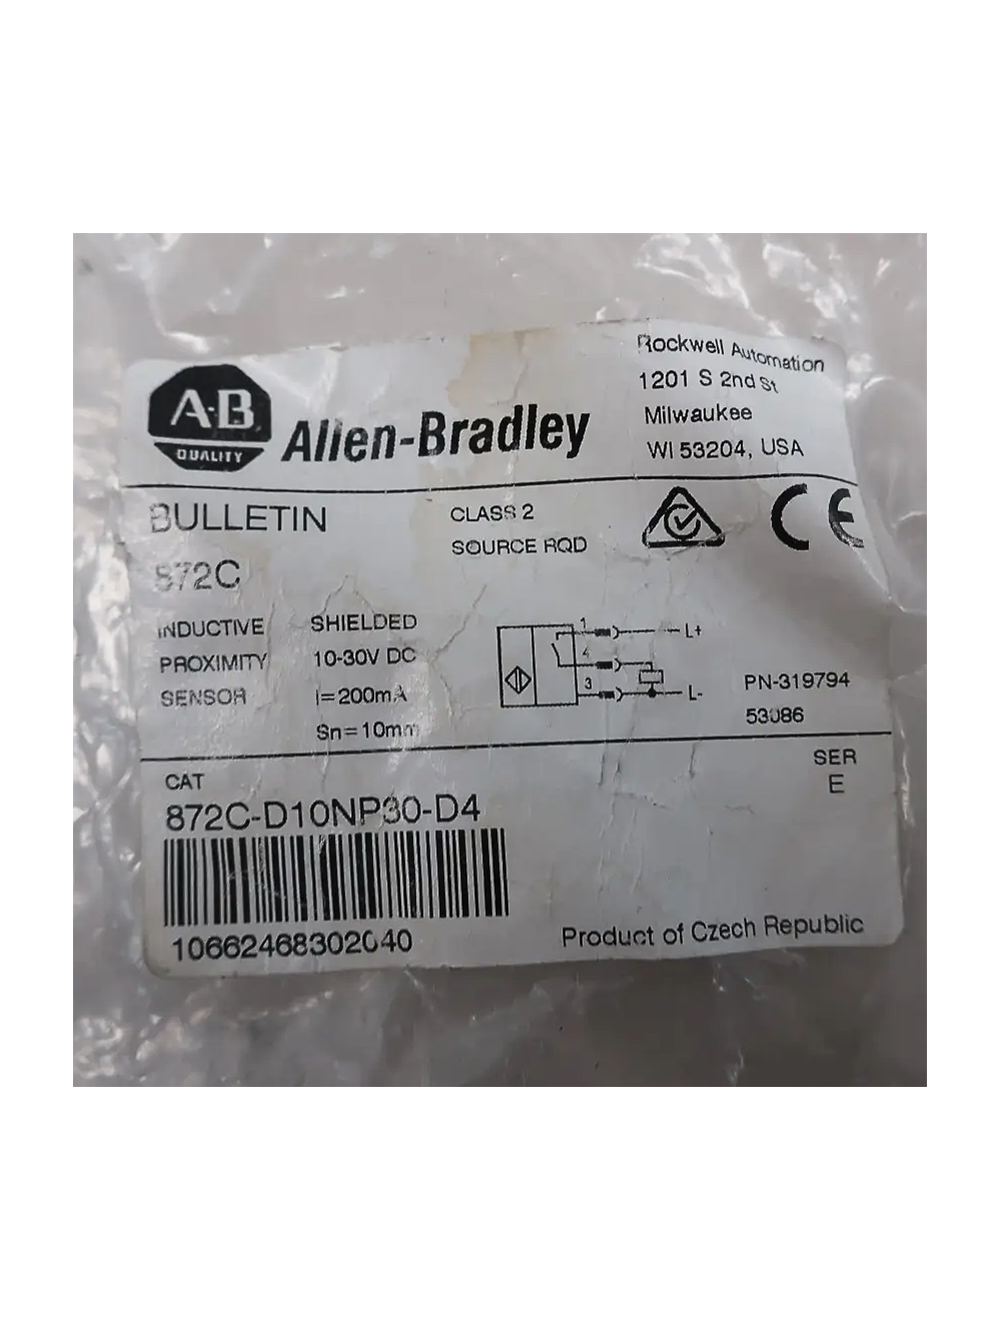 A·B
QUALITY
Allen-Bradley
Rockwell Automation
1201 S 2nd St
Milwaukee
WI 53204, USA
BULLETIN
872C
CLASS 2
SOURCE RQD
CE
INDUCTIVE
PROXIMITY
SENSOR
SHIELDED
10-30V DC
I=200mA
Sn=10mm
1
4
3
L+
L-
PN-319794
53086
CAT
872C-D10NP30-D4
SER
E
10662468302040
Product of Czech Republic